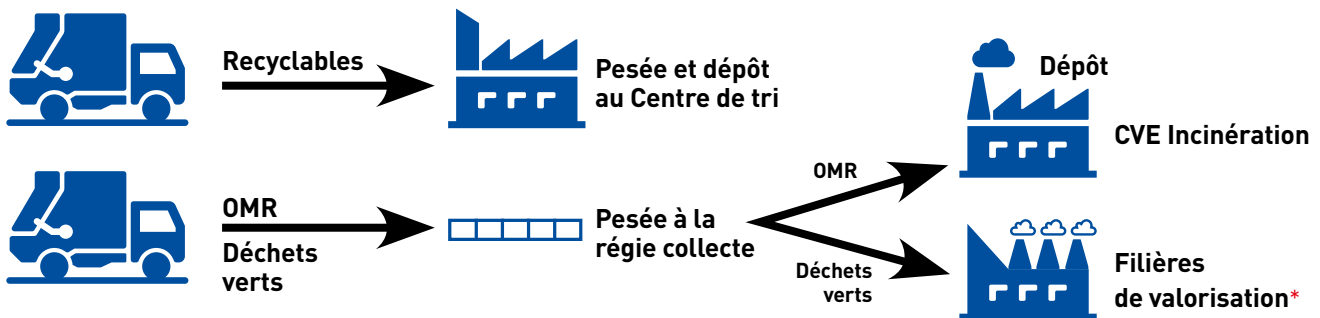 Recyclables
Pesée et dépôt
au Centre de tri
Dépôt
CVE Incinération
OMR
Déchets
verts
Pesée à la
régie collecte
OMR
Déchets
verts
Filières
de valorisation*